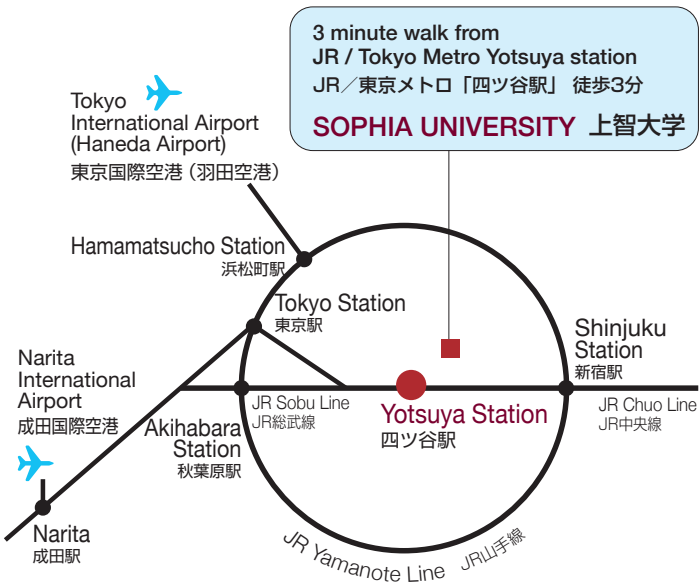 3 minute walk from
JR / Tokyo Metro Yotsuya station
JR／東京メトロ「四ツ谷駅」 徒歩3分
SOPHIA UNIVERSITY 上智大学
Tokyo
International Airport
(Haneda Airport)
東京国際空港（羽田空港）
Hamamatsucho Station
浜松町駅
Tokyo Station
東京駅
Shinjuku
Station
新宿駅
Narita
International
Airport
成田国際空港
JR Sobu Line
JR総武線
Yotsuya Station
四ツ谷駅
JR Chuo Line
JR中央線
Akihabara
Station
秋葉原駅
Narita
成田駅
JR Yamanote Line JR山手線